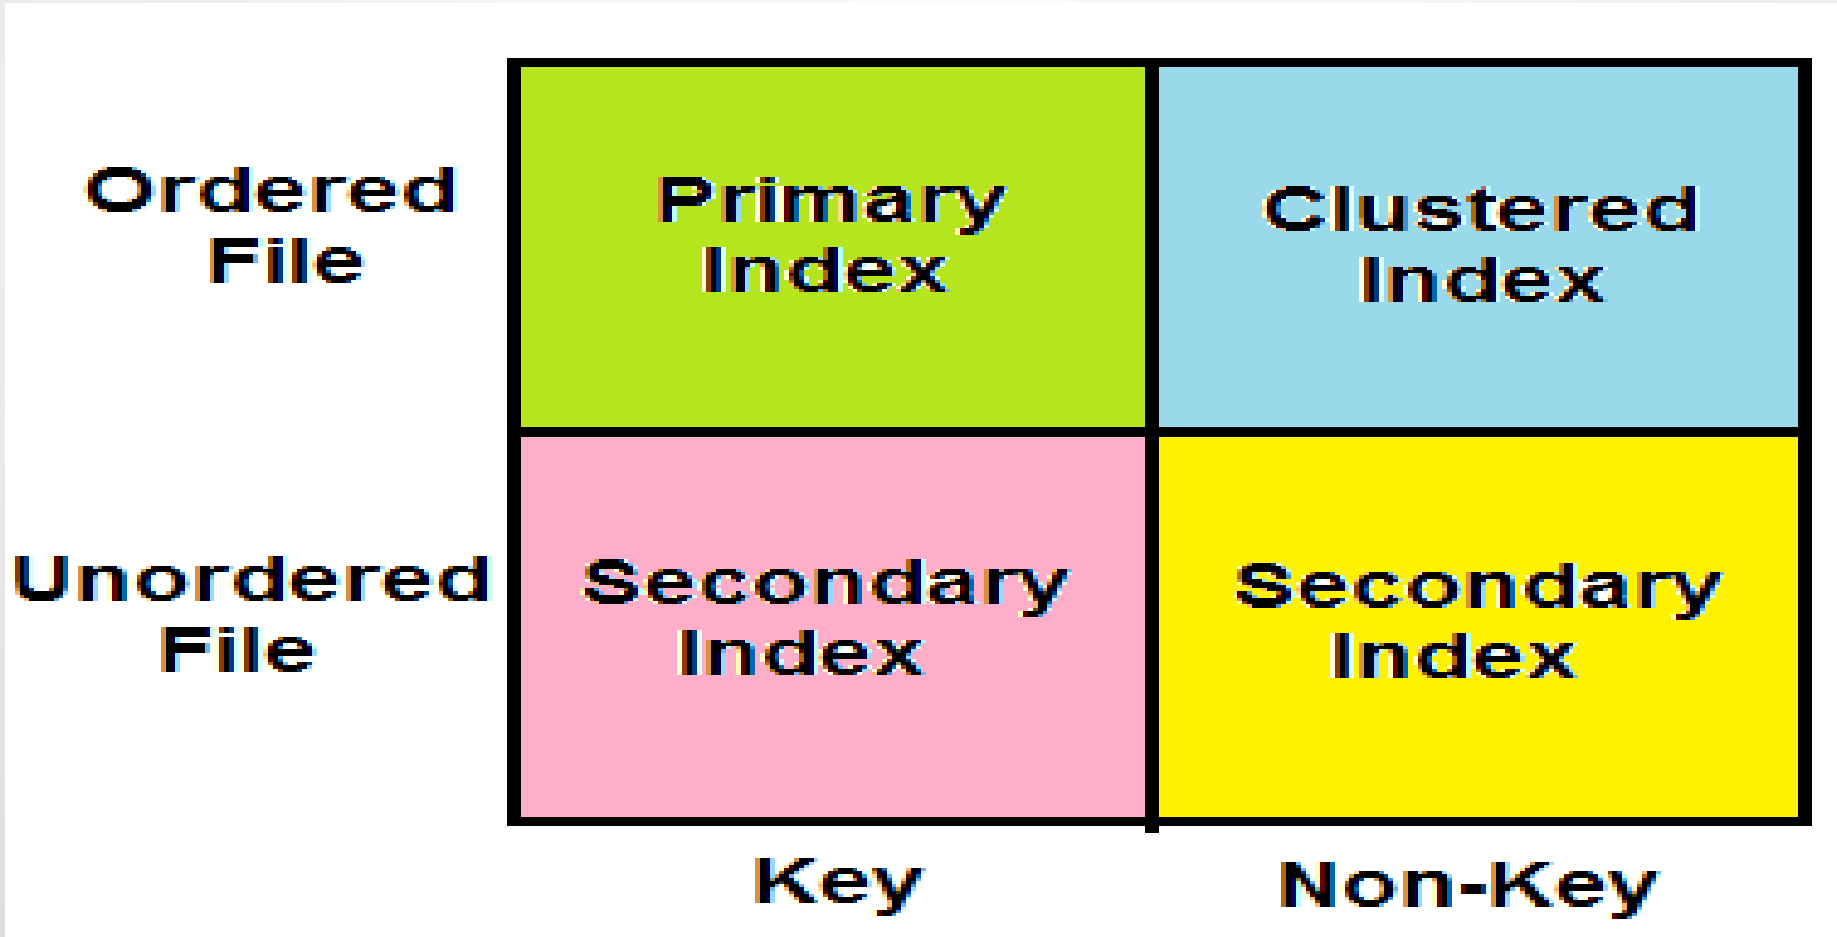 Ordered
File
Primary
Index
Clustered
Index
Unordered
File
Secondary
Index
Secondary
Index
Key
Non-Key